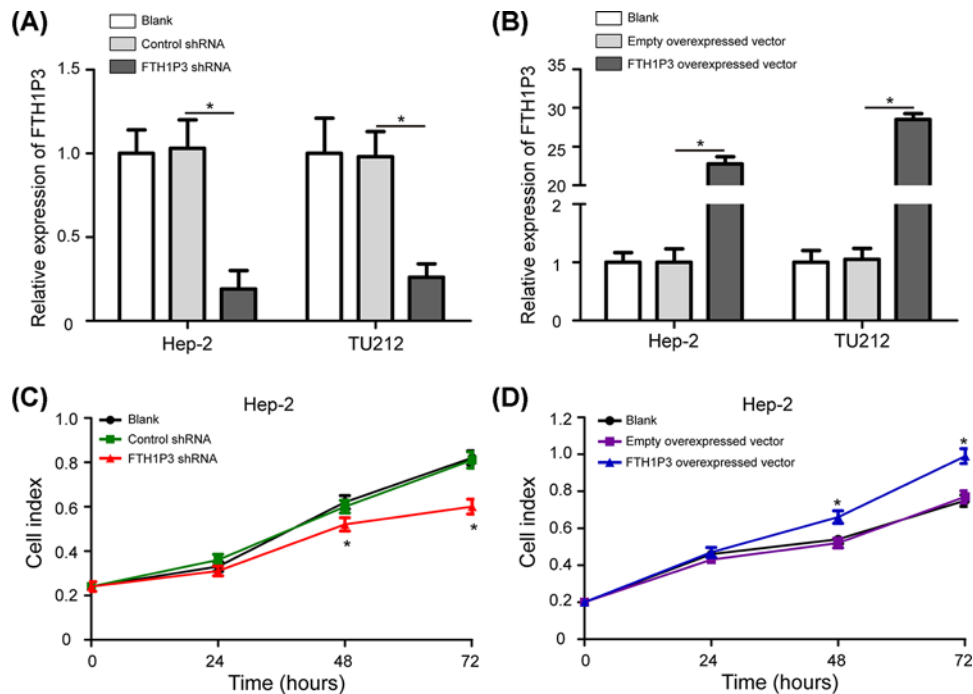 (A)
Blank
Control shRNA
FTH1P3 shRNA
Relative expression of FTH1P3
1.5
1.0
0.5
0
*
*
Hep-2
TU212
(B)
Blank
Empty overexpressed vector
FTH1P3 overexpressed vector
Relative expression of FTH1P3
35
30
25
20
2
1
0
*
*
Hep-2
TU212
(C)
Hep-2
Blank
Control shRNA
FTH1P3 shRNA
Cell index
1.0
0.8
0.6
0.4
0.2
0
*
*
0
24
48
72
Time (hours)
(D)
Hep-2
Blank
Empty overexpressed vector
FTH1P3 overexpressed vector
Cell index
1.2
1.0
0.8
0.6
0.4
0.2
0
*
*
0
24
48
72
Time (hours)